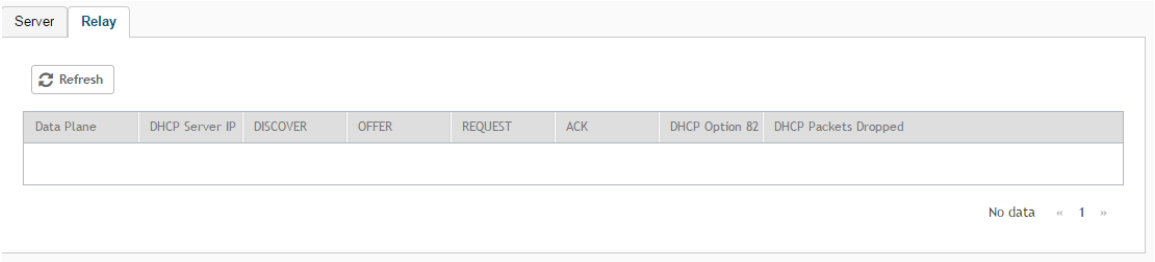 Server Relay
Refresh
Data Plane DHCP Server IP DISCOVER OFFER REQUEST ACK DHCP Option 82 DHCP Packets Dropped
No data « 1 »